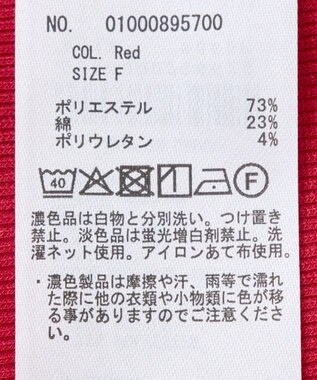 NO. 01000895700
COL. Red
SIZE F
ポリエステル 73%
綿 23%
ポリウレタン 4%
40 F
濃色品は白物と分別洗い。つけ置き
禁止。淡色品は蛍光増白剤禁止。洗
濯ネット使用。アイロンあて布使用。
・濃色製品は摩擦や汗、雨等で濡れ
た際に他の衣類や小物類に色が移
る事がありますのでご注意くださ
い。